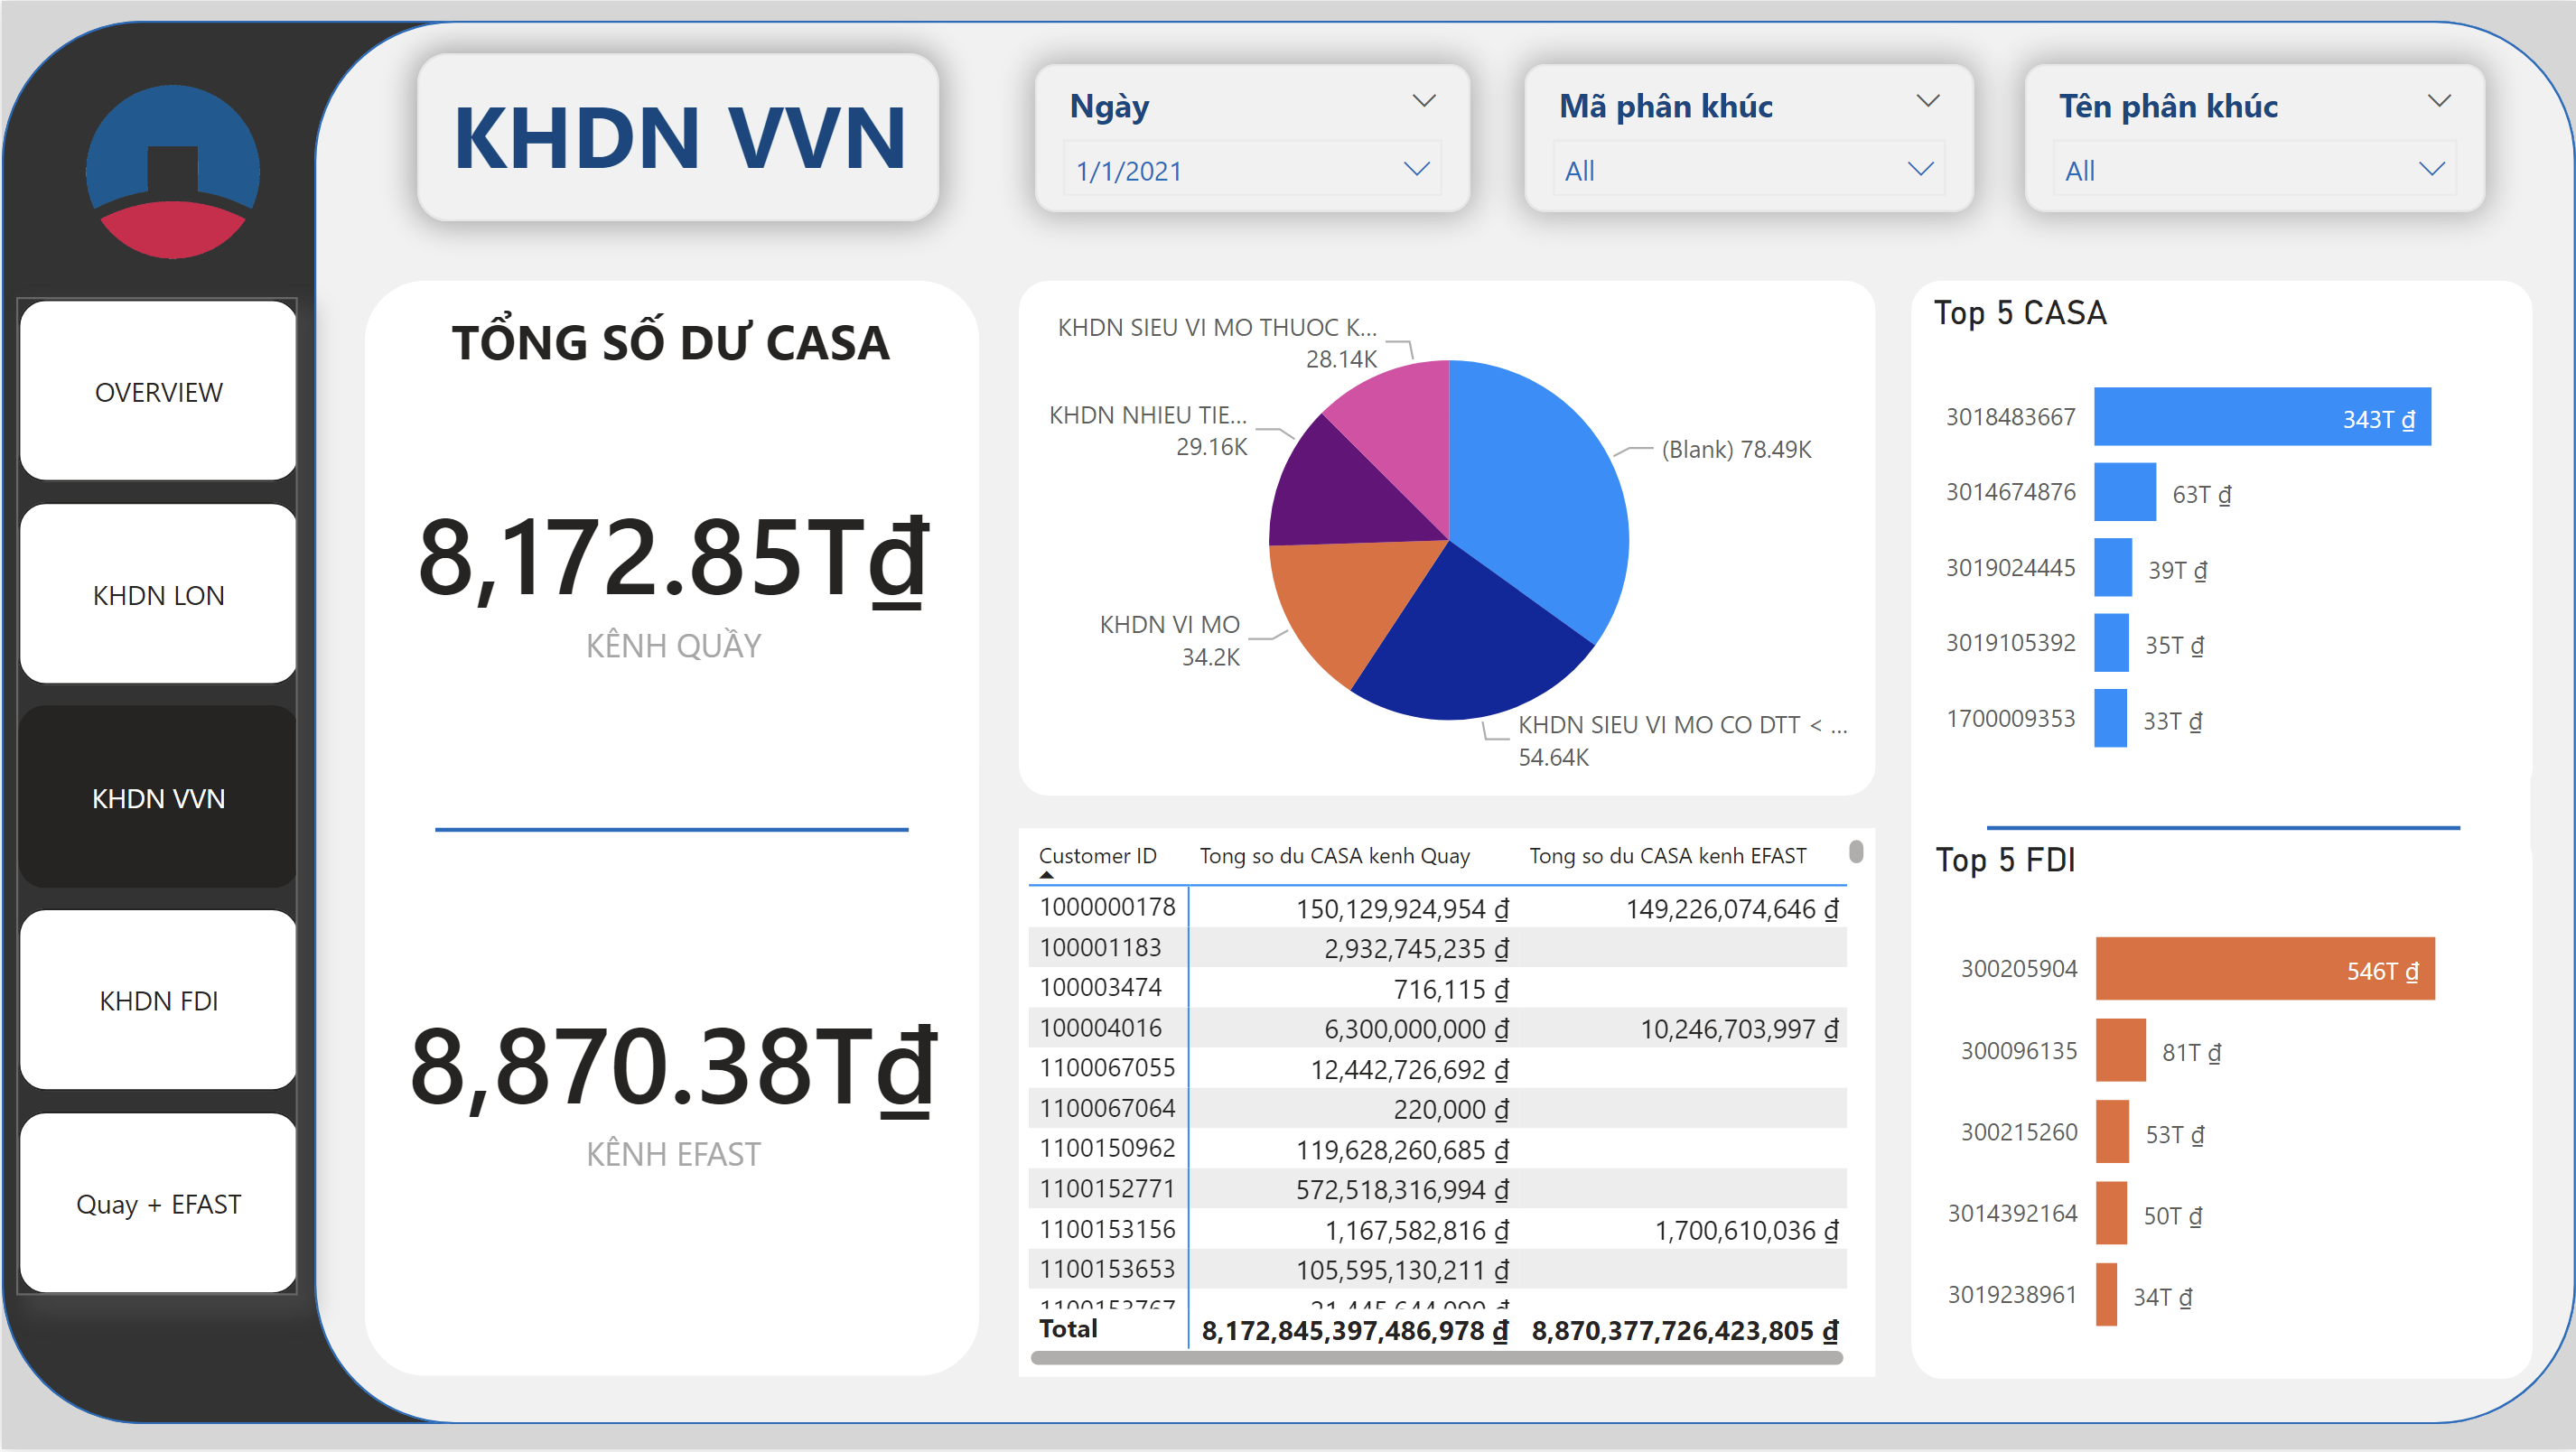 KHDN VVN
Ngày
1/1/2021
Mã phân khúc
All
Tên phân khúc
All
OVERVIEW
KHDN LON
KHDN VVN
KHDN FDI
Quay + EFAST
TỔNG SỐ DƯ CASA
8,172.85T₫
KÊNH QUẦY
8,870.38T₫
KÊNH EFAST
KHDN SIEU VI MO THUOC K...
28.14K
KHDN NHIEU TIE...
29.16K
(Blank) 78.49K
KHDN VI MO
34.2K
KHDN SIEU VI MO CO DTT < ...
54.64K
Customer ID Tong so du CASA kenh Quay Tong so du CASA kenh EFAST
1000000178 150,129,924,954 ₫ 149,226,074,646 ₫
100001183 2,932,745,235 ₫
100003474 716,115 ₫
100004016 6,300,000,000 ₫ 10,246,703,997 ₫
1100067055 12,442,726,692 ₫
1100067064 220,000 ₫
1100150962 119,628,260,685 ₫
1100152771 572,518,316,994 ₫
1100153156 1,167,582,816 ₫ 1,700,610,036 ₫
1100153653 105,595,130,211 ₫
Total 8,172,845,397,486,978 ₫ 8,870,377,726,423,805 ₫
Top 5 CASA
3018483667 343T ₫
3014674876 63T ₫
3019024445 39T ₫
3019105392 35T ₫
1700009353 33T ₫
Top 5 FDI
300205904 546T ₫
300096135 81T ₫
300215260 53T ₫
3014392164 50T ₫
3019238961 34T ₫